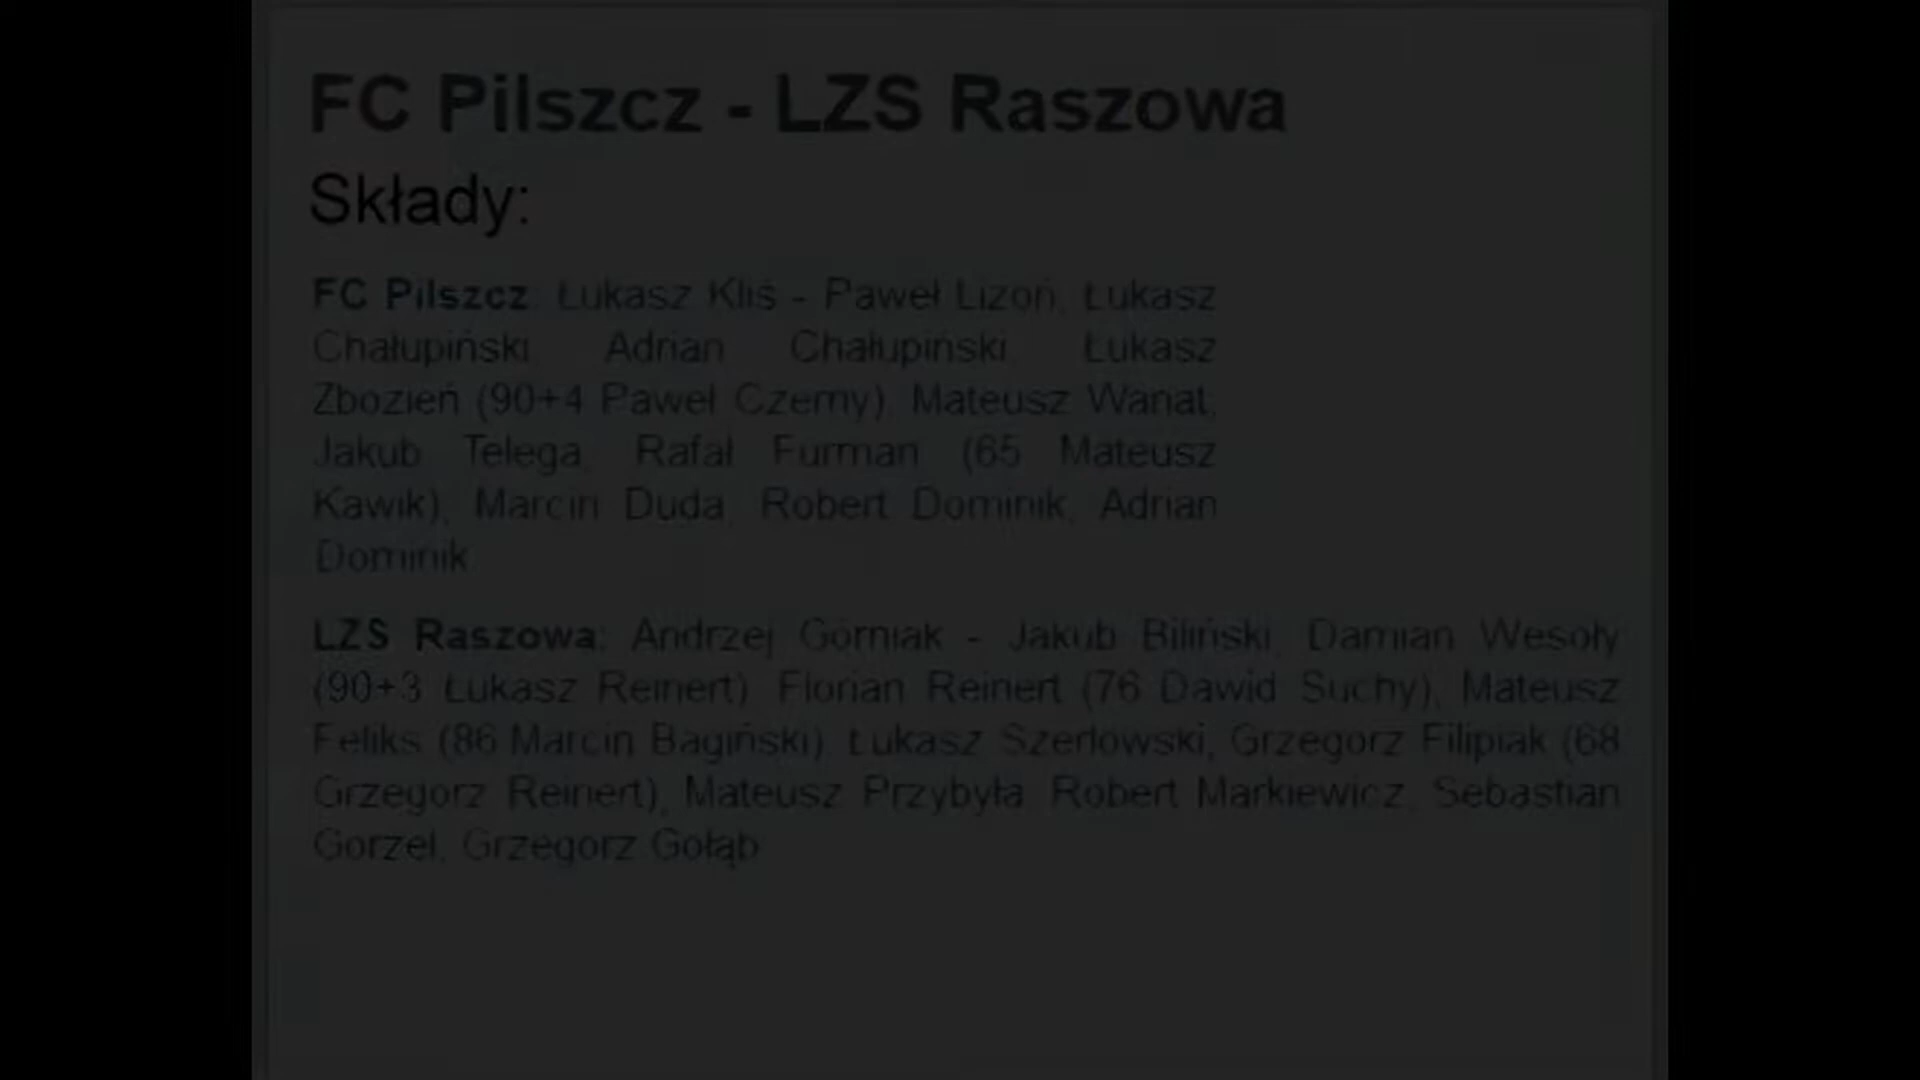 FC Pilszcz - LZS Raszowa
Składy:
FC Pilszcz: Łukasz Kliś - Paweł Lizoń, Łukasz
Chałupiński, Adrian Chałupiński, Łukasz
Zbozień (90+4 Paweł Czerny), Mateusz Wanat,
Jakub Telega, Rafał Furman (65 Mateusz
Kawik), Marcin Duda, Robert Dominik, Adrian
Dominik
LZS Raszowa: Andrzej Górniak - Jakub Biliński, Damian Wesoły
(90+3 Łukasz Reinert), Florian Reinert (76 Dawid Suchy), Mateusz
Feliks (86 Marcin Bagiński), Łukasz Szerłowski, Grzegorz Filipiak (68
Grzegorz Reinert), Mateusz Przybyła, Robert Markiewicz, Sebastian
Gorzel, Grzegorz Gołąb